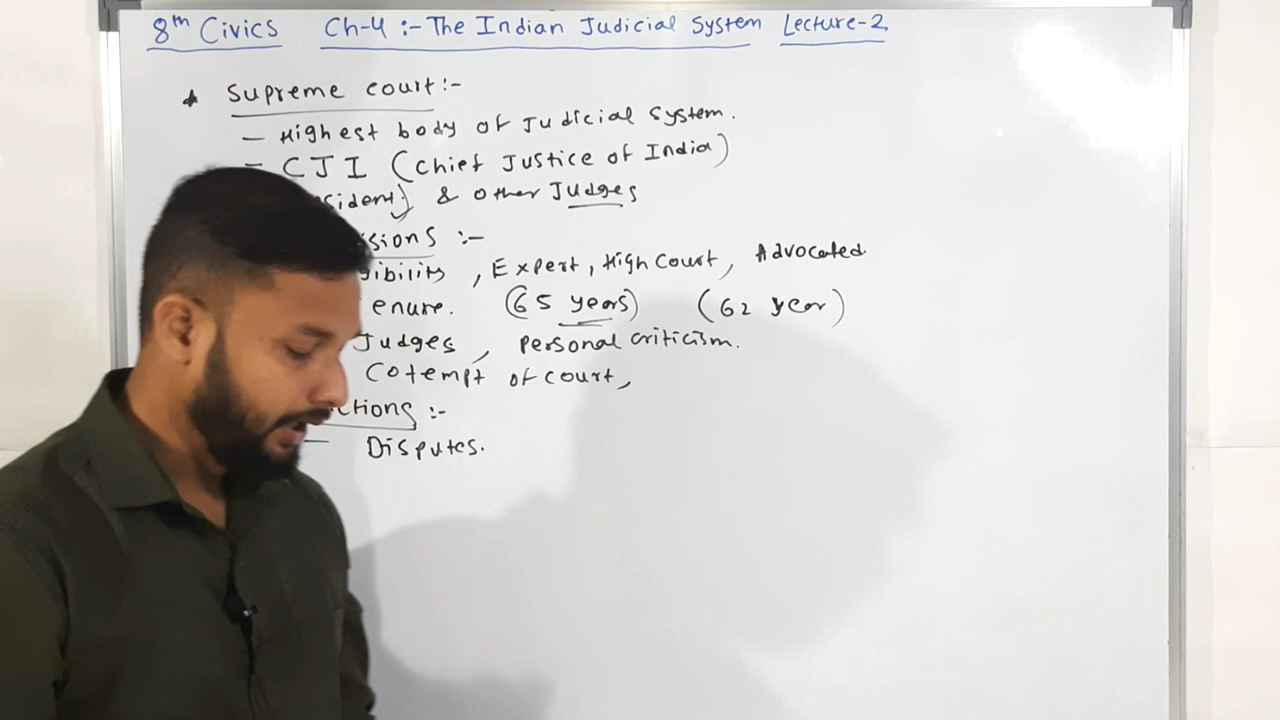 8th Civics Ch-4 :- The Indian Judicial System Lecture-2
* Supreme court :-
— Highest body of Judicial System.
— CJI (Chief Justice of India)
& Other Judges
:-
, Expert, High Court, Advocated
(65 years) (62 year)
Judges, personal criticism.
Cotempt of court,
:-
— Disputes.